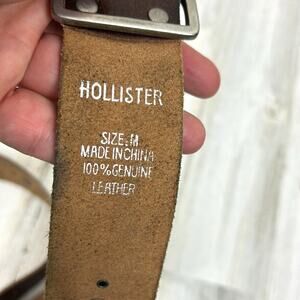 HOLLISTER
SIZE:M
MADE IN CHINA
100% GENUINE
LEATHER